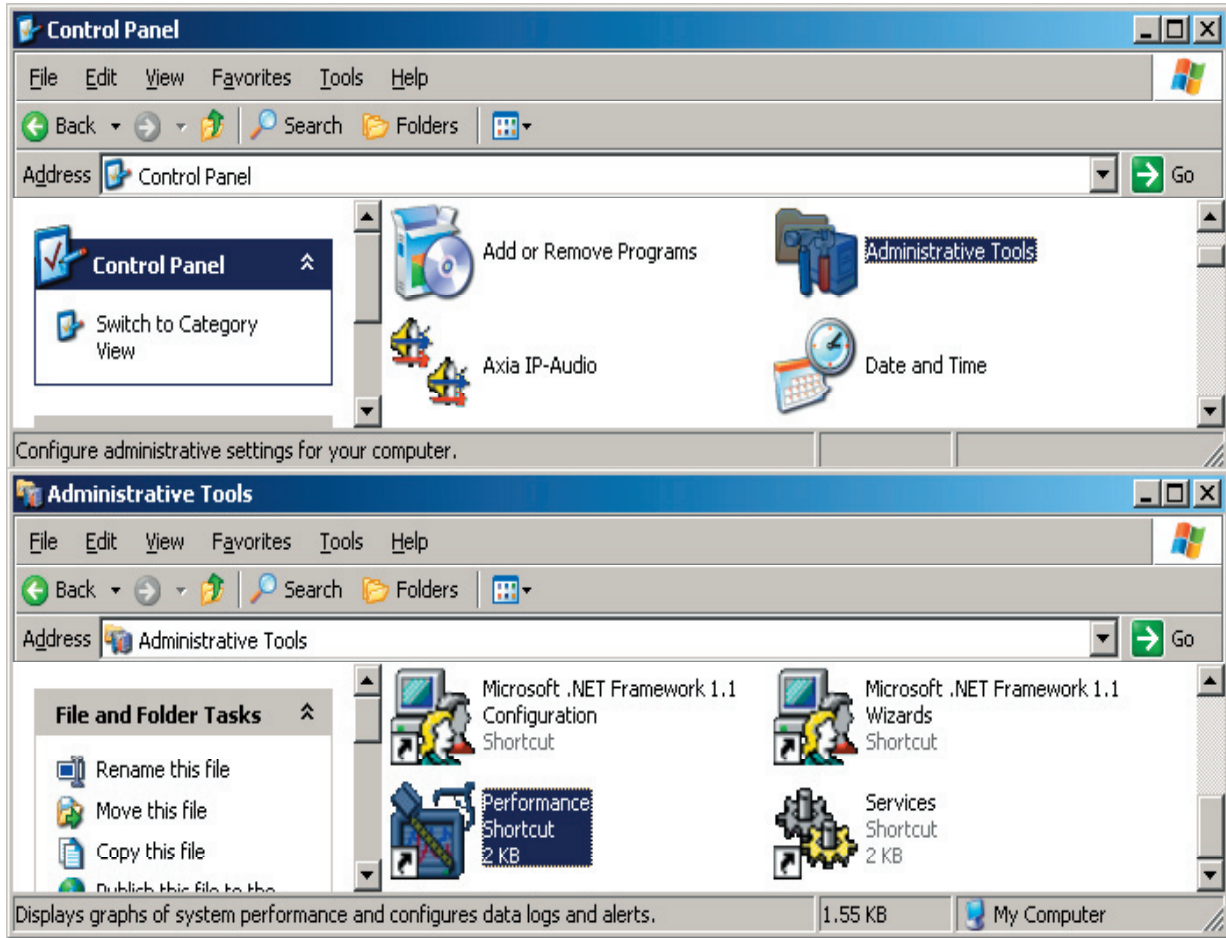 Control Panel
File Edit View Favorites Tools Help
Back Search Folders
Address Control Panel Go
Control Panel
Switch to Category
View
Add or Remove Programs
Administrative Tools
Axia IP-Audio
Date and Time
Configure administrative settings for your computer.
Administrative Tools
File Edit View Favorites Tools Help
Back Search Folders
Address Administrative Tools Go
File and Folder Tasks
Rename this file
Move this file
Copy this file
Publish this file to the
Microsoft .NET Framework 1.1
Configuration
Shortcut
Microsoft .NET Framework 1.1
Wizards
Shortcut
Performance
Shortcut
2 KB
Services
Shortcut
2 KB
Displays graphs of system performance and configures data logs and alerts. 1.55 KB My Computer